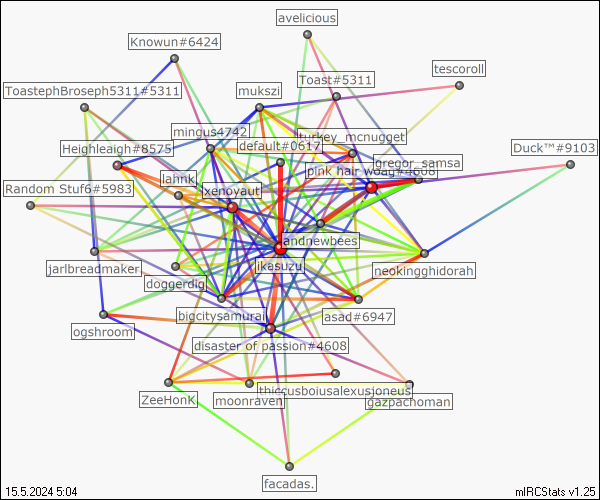 avelicious
Knowun#6424
tescoroll
Toast#5311
ToastephBroseph5311#5311
mukszi
mingus4742
turkey_mcnugget
default#0617
Heighleaigh#8575
Duck™#9103
gregor_samsa
pink hair woag#4608
iamk
Random Stuf6#5983
xenoyaut
andnewbees
ikasuzu
jarlbreadmaker
neokingghidorah
doggerdig
bigcitysamurai
asad#6947
ogshroom
disaster of passion#4608
thiccusboiusalexusjoneus
ZeeHonK
moonraven
gazpachoman
facadas.
15.5.2024 5:04
mIRCStats v1.25